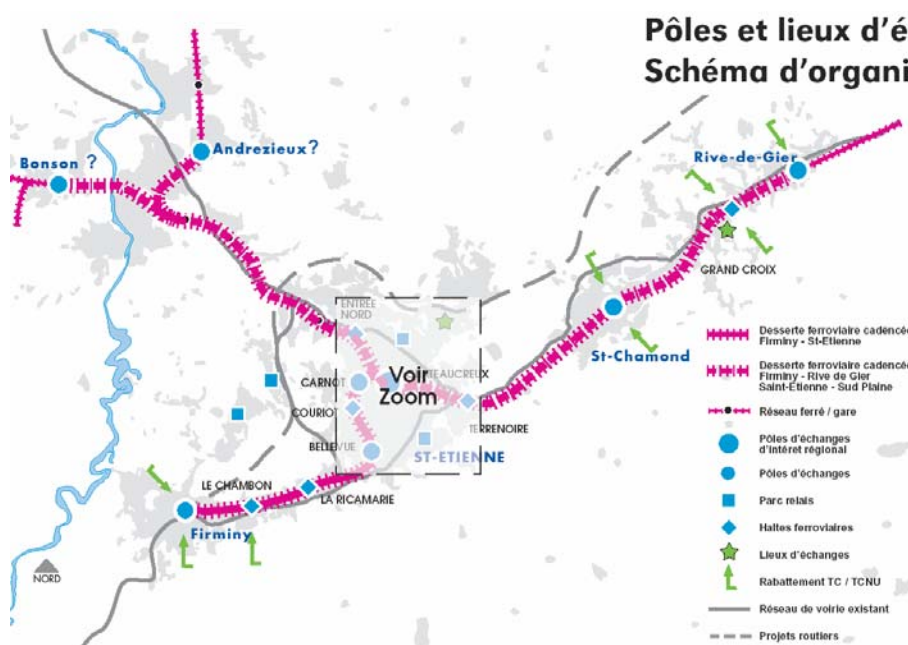 Pôles et lieux d'é
Schéma d'organi
Andrezieux ?
Bonson ?
Rive-de-Gier
GRAND CROIX
St-Chamond
ENTRÉE
NORD
CARNOT
Voir
Zoom
TEAUCREUX
COURIOT
TERRENOIRE
BELLEVUE
ST-ETIENNE
LE CHAMBON
LA RICAMARIE
Firminy
NORD
Desserte ferroviaire cadencée
Firminy - St-Etienne
Desserte ferroviaire cadencée
Firminy - Rive de Gier
Saint-Étienne - Sud Plaine
Réseau ferré / gare
Pôles d'échanges
d'intéret régional
Pôles d'échanges
Parc relais
Haltes ferroviaires
Lieux d'échanges
Rabattement TC / TCNU
Réseau de voirie existant
Projets routiers